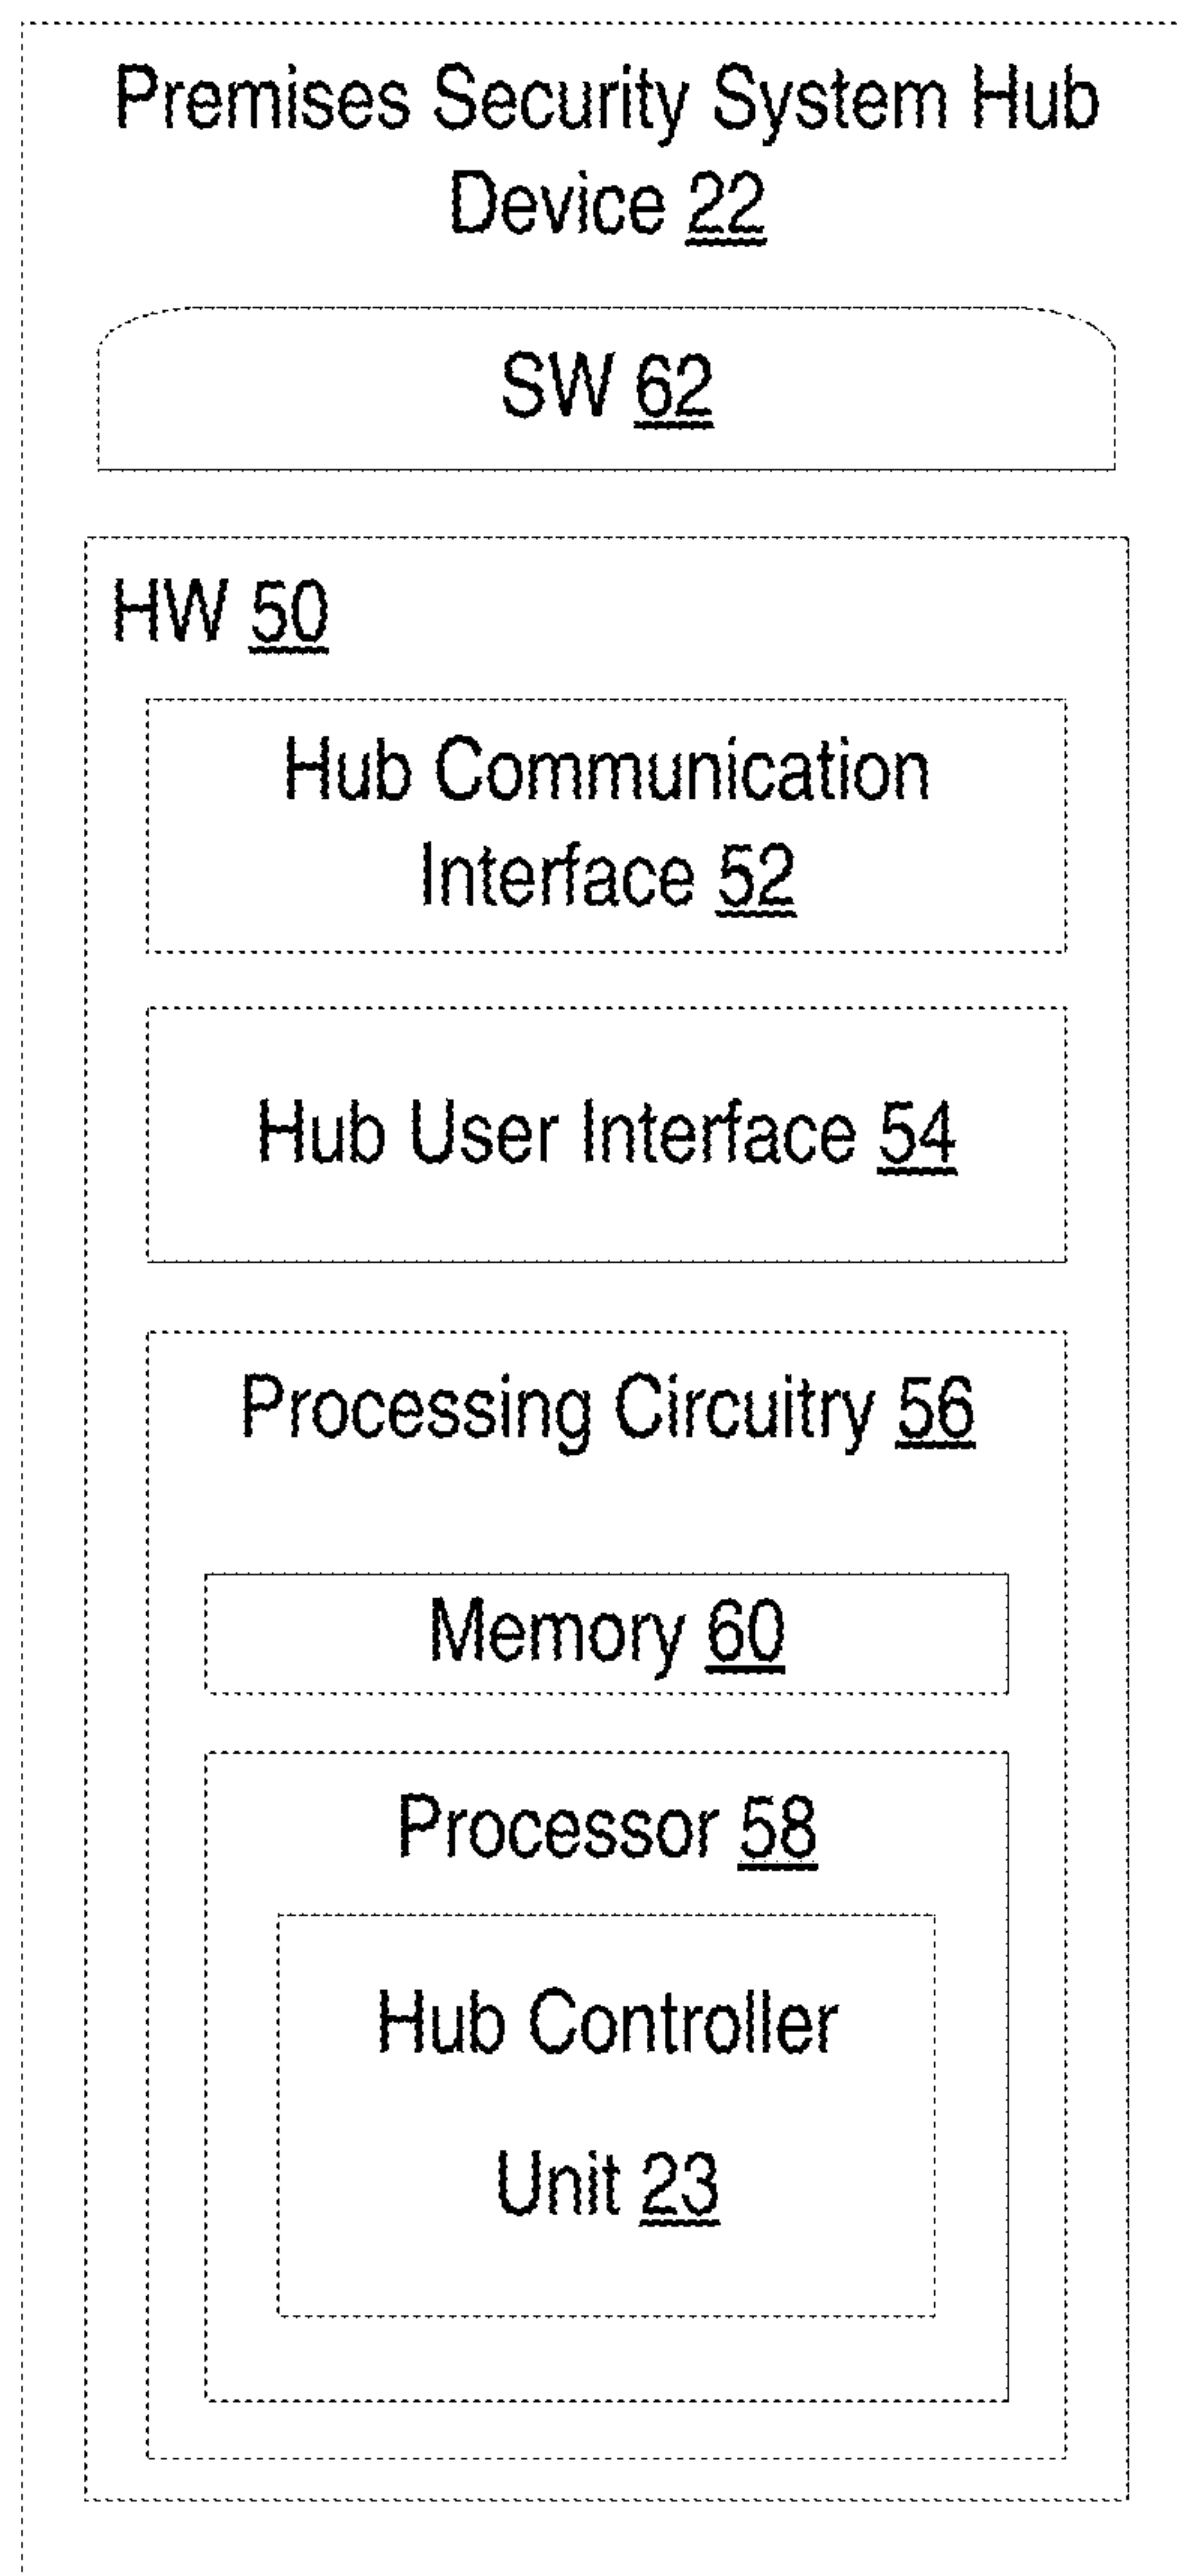 Premises Security System Hub
Device 22
SW 62
HW 50
Hub Communication
Interface 52
Hub User Interface 54
Processing Circuitry 56
Memory 60
Processor 58
Hub Controller
Unit 23